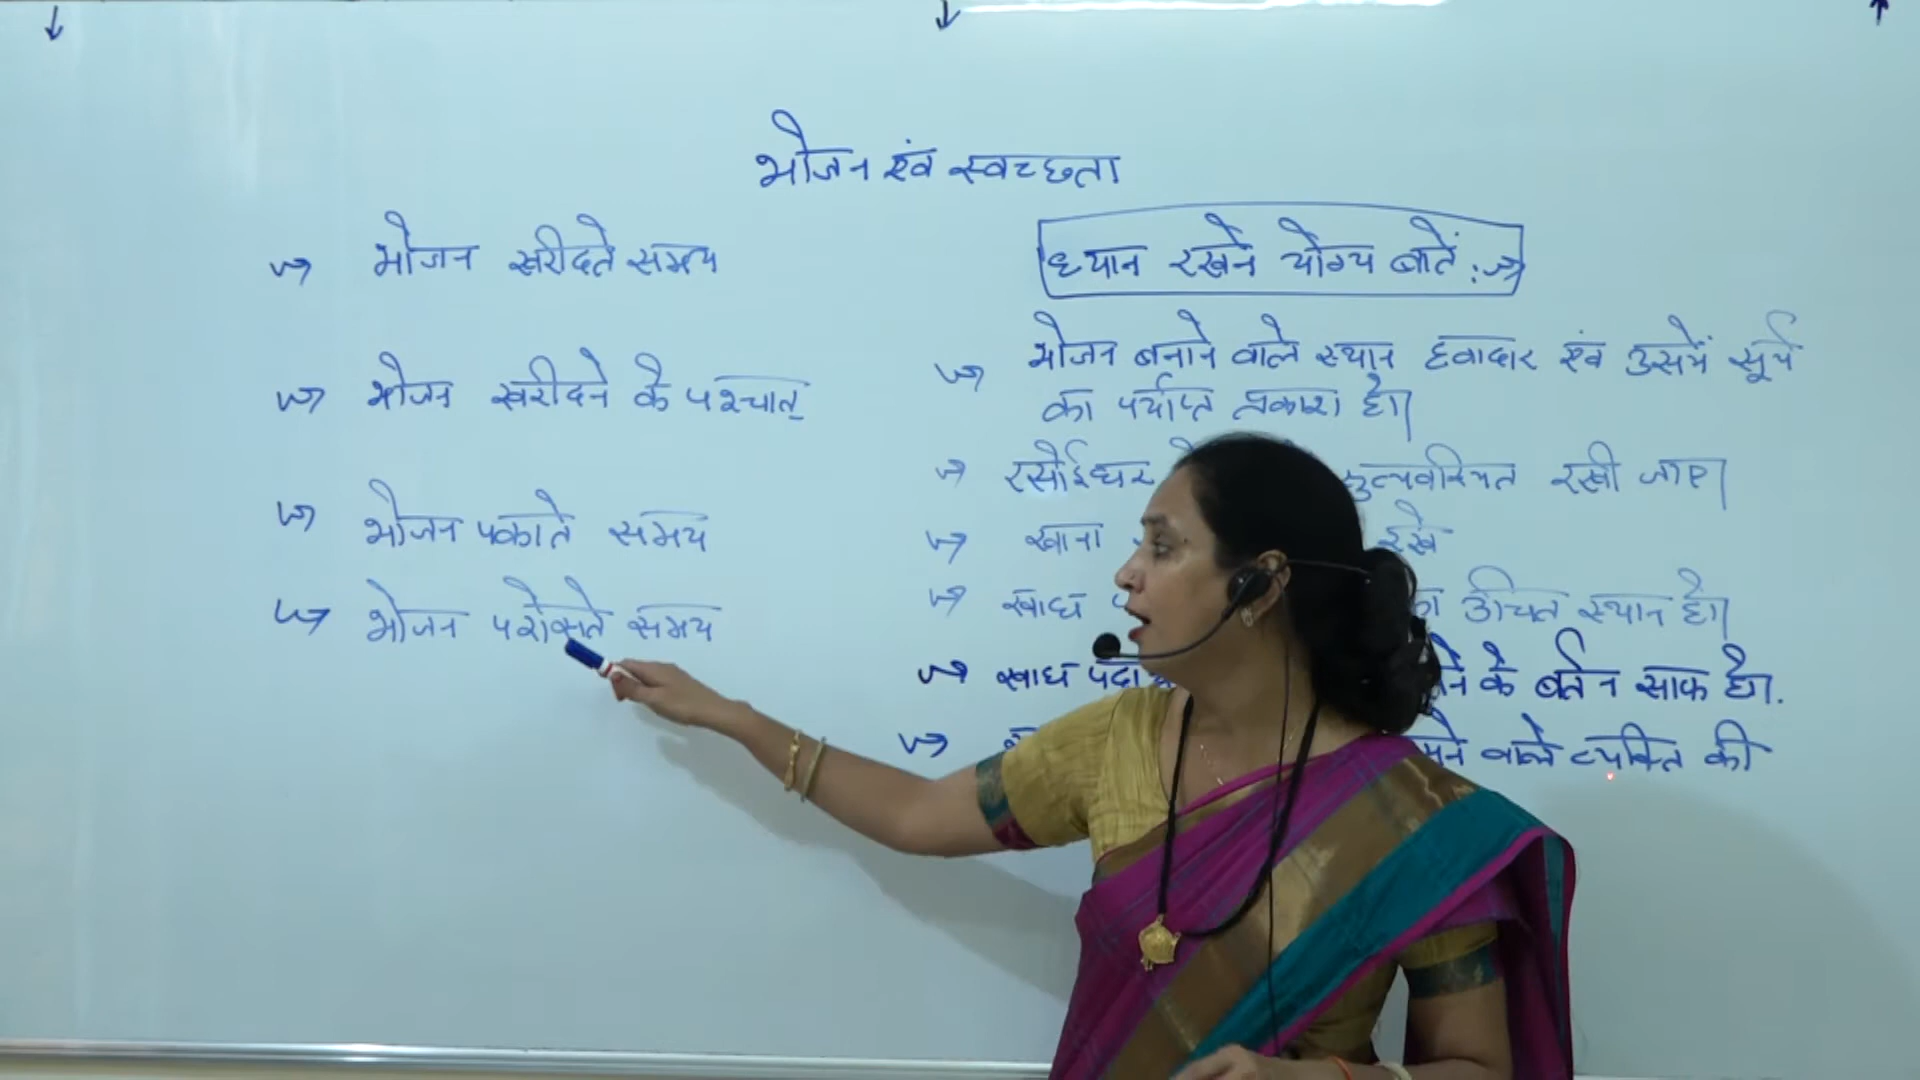 भोजन एवं स्वच्छता
भोजन खरीदते समय
भोजन खरीदने के पश्चात्
भोजन पकाते समय
भोजन परोसते समय
ध्यान रखने योग्य बातें :→
भोजन बनाने वाले स्थान हवादार एवं उसमें सूर्य
का पर्याप्त प्रकाश हो।
रसोईघर सुव्यवस्थित रखी जाए।
खाना रखे
खाद्य का उचित स्थान हो।
खाद्य के बर्तन साफ हो.
वाले व्यक्ति की